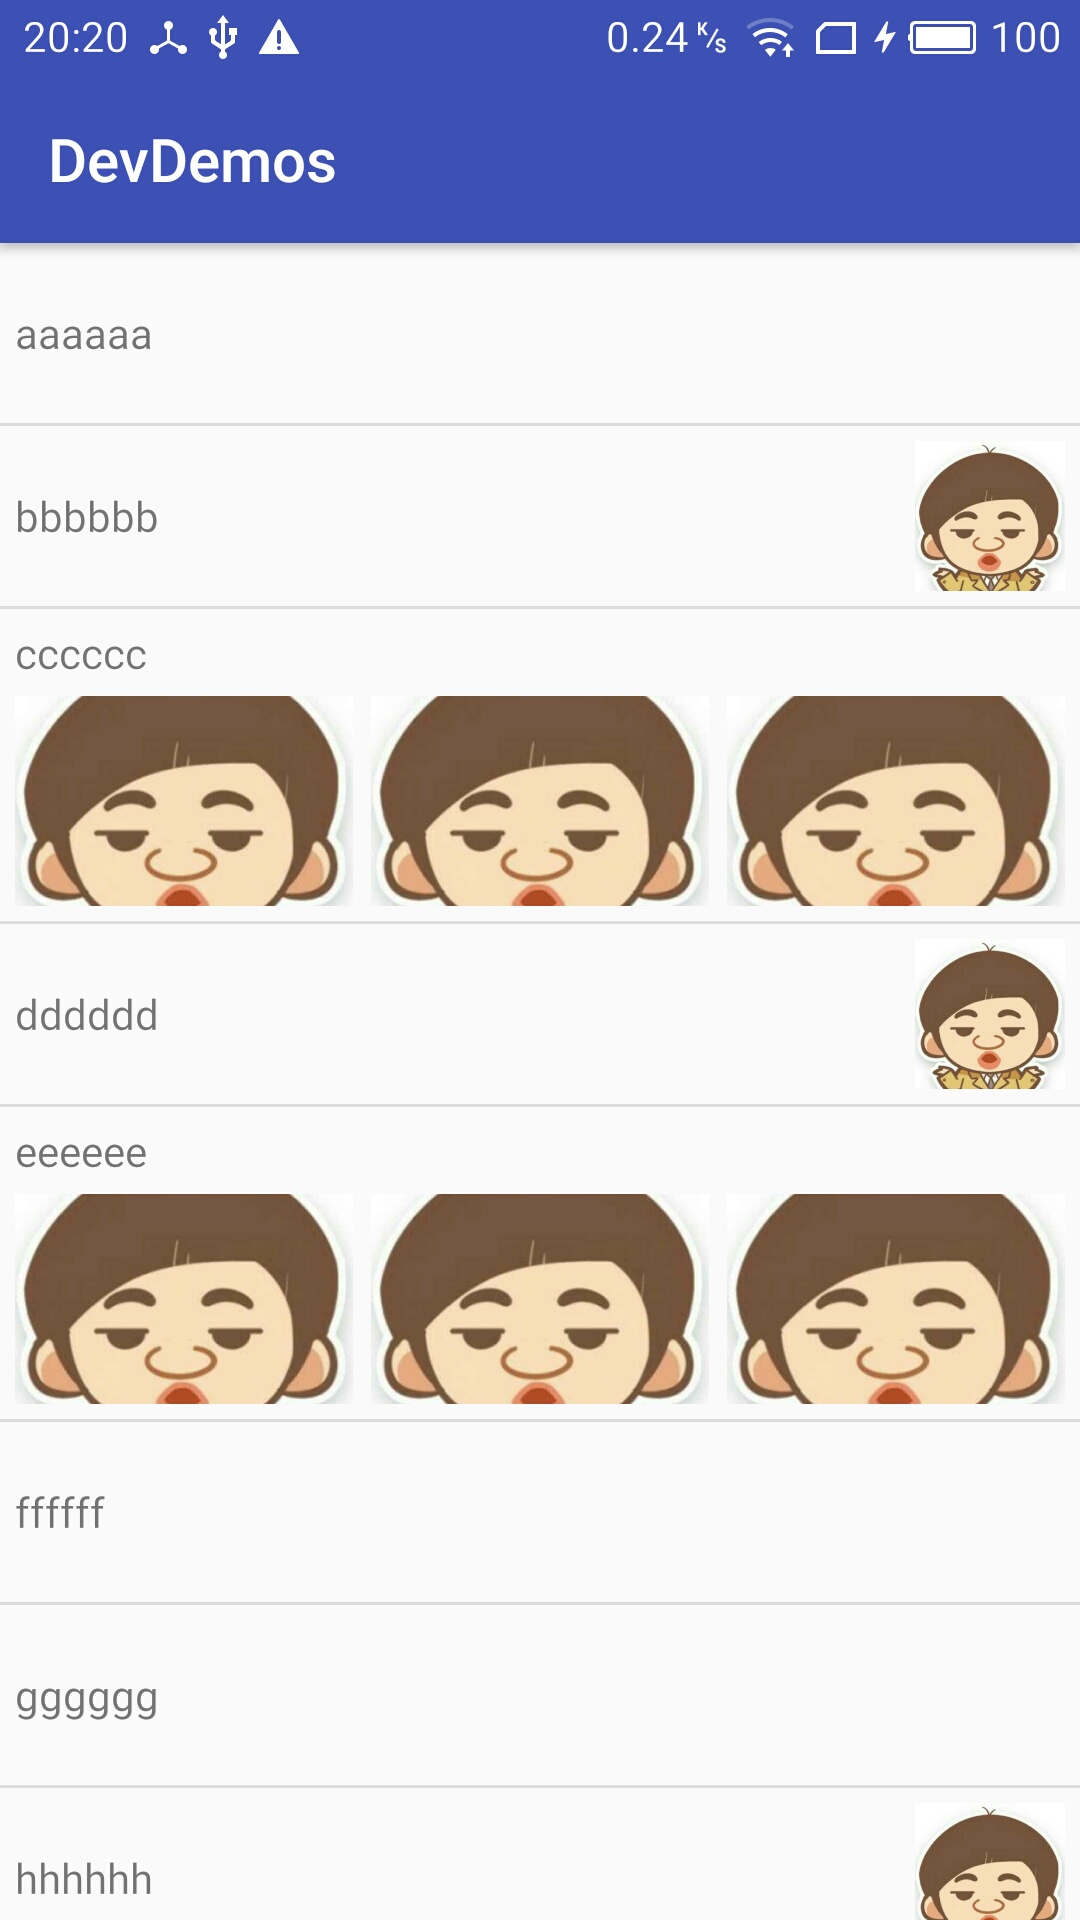 20:20 0.24 K/s 100
DevDemos
aaaaaa
bbbbbb
cccccc
dddddd
eeeeee
ffffff
gggggg
hhhhhh